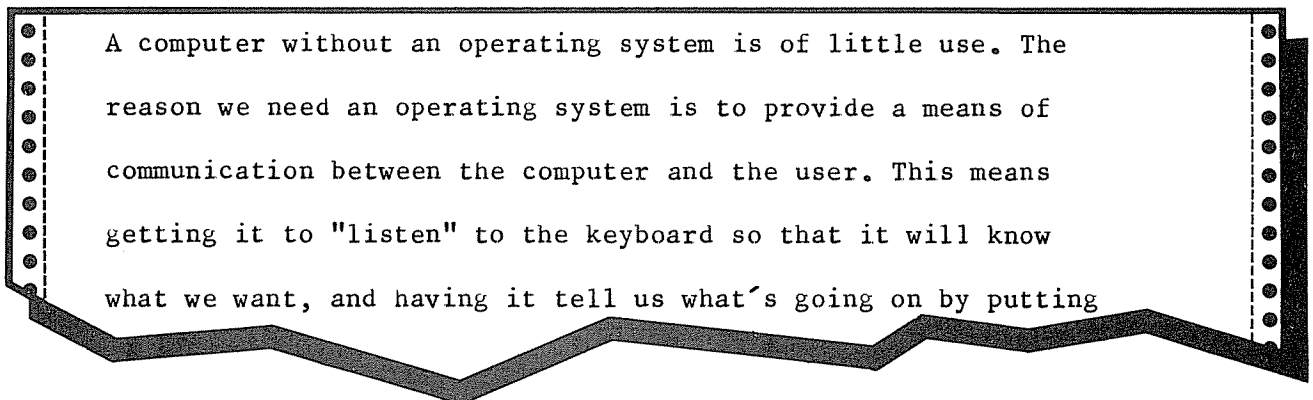 A computer without an operating system is of little use. The
reason we need an operating system is to provide a means of
communication between the computer and the user. This means
getting it to "listen" to the keyboard so that it will know
what we want, and having it tell us what´s going on by putting